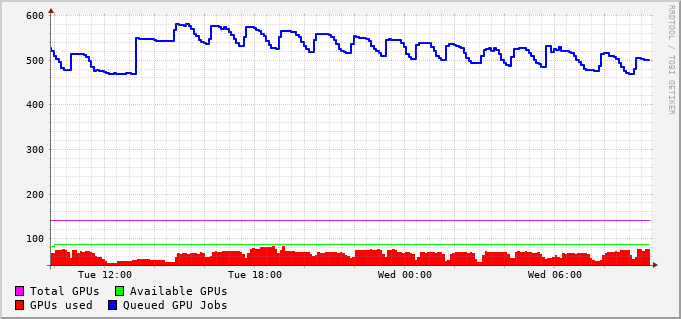 600
500
400
300
200
100
Tue 12:00 Tue 18:00 Wed 00:00 Wed 06:00
Total GPUs Available GPUs
GPUs used Queued GPU Jobs
RRDTOOL / TOBI OETIKER